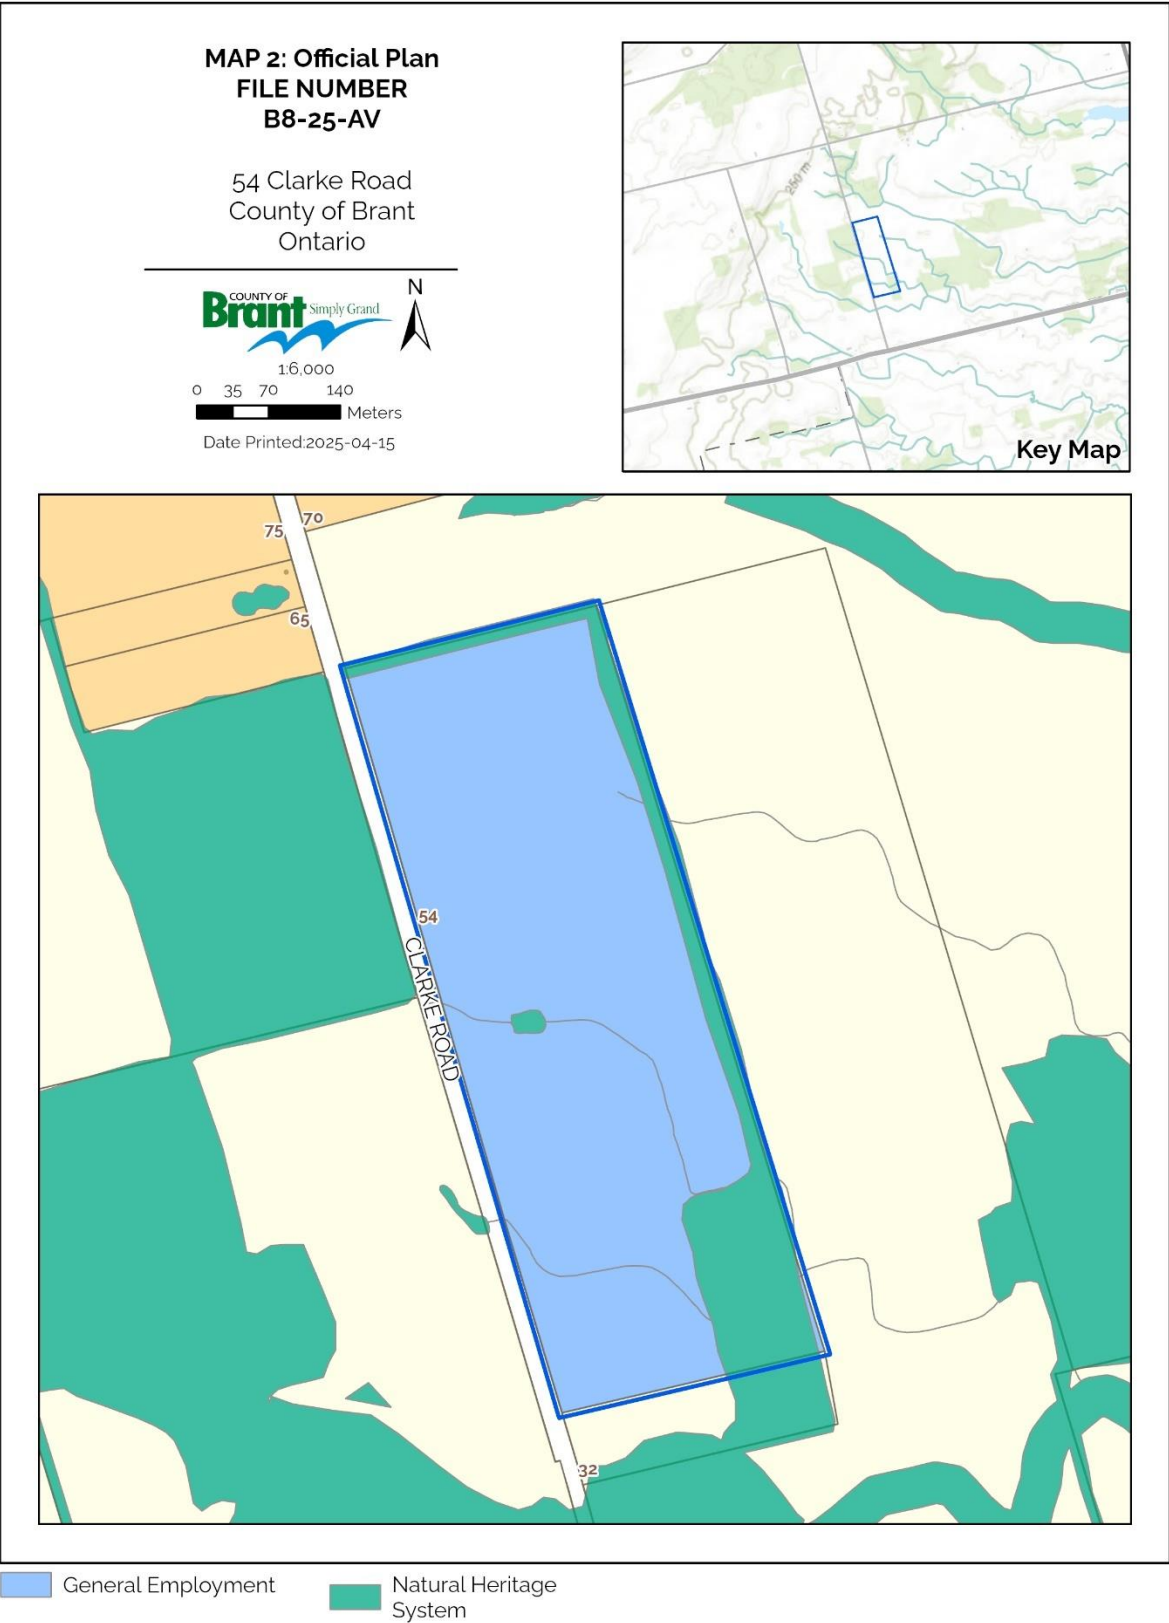 MAP 2: Official Plan
FILE NUMBER
B8-25-AV
54 Clarke Road
County of Brant
Ontario
COUNTY OF
Brant Simply Grand
N
1:6,000
0 35 70 140
Meters
Date Printed:2025-04-15
250 m
Key Map
75
70
65
54
CLARKE ROAD
32
General Employment
Natural Heritage
System